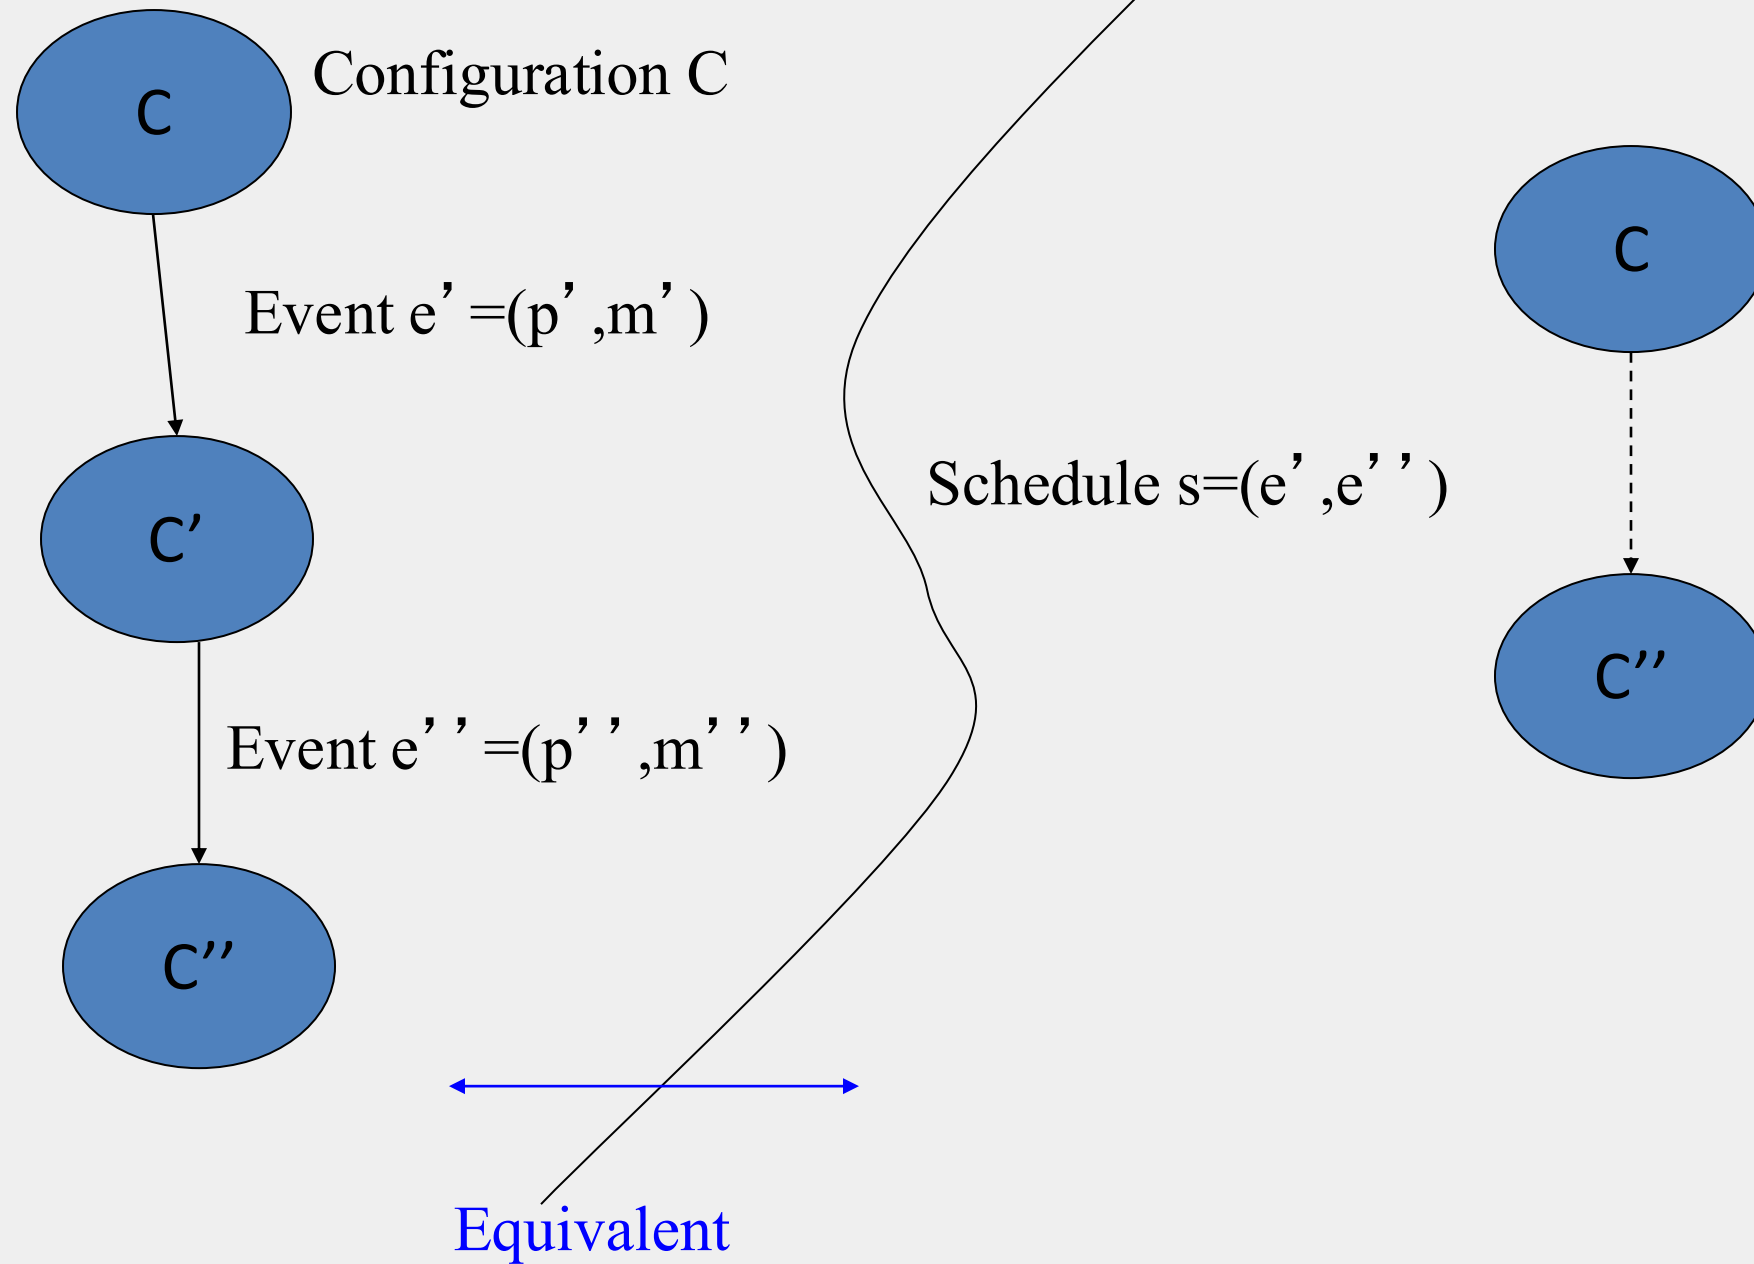 C
Configuration C
Event e’=(p’,m’)
C’
Event e’’=(p’’,m’’)
C’’
Equivalent
C
Schedule s=(e’,e’’)
C’’